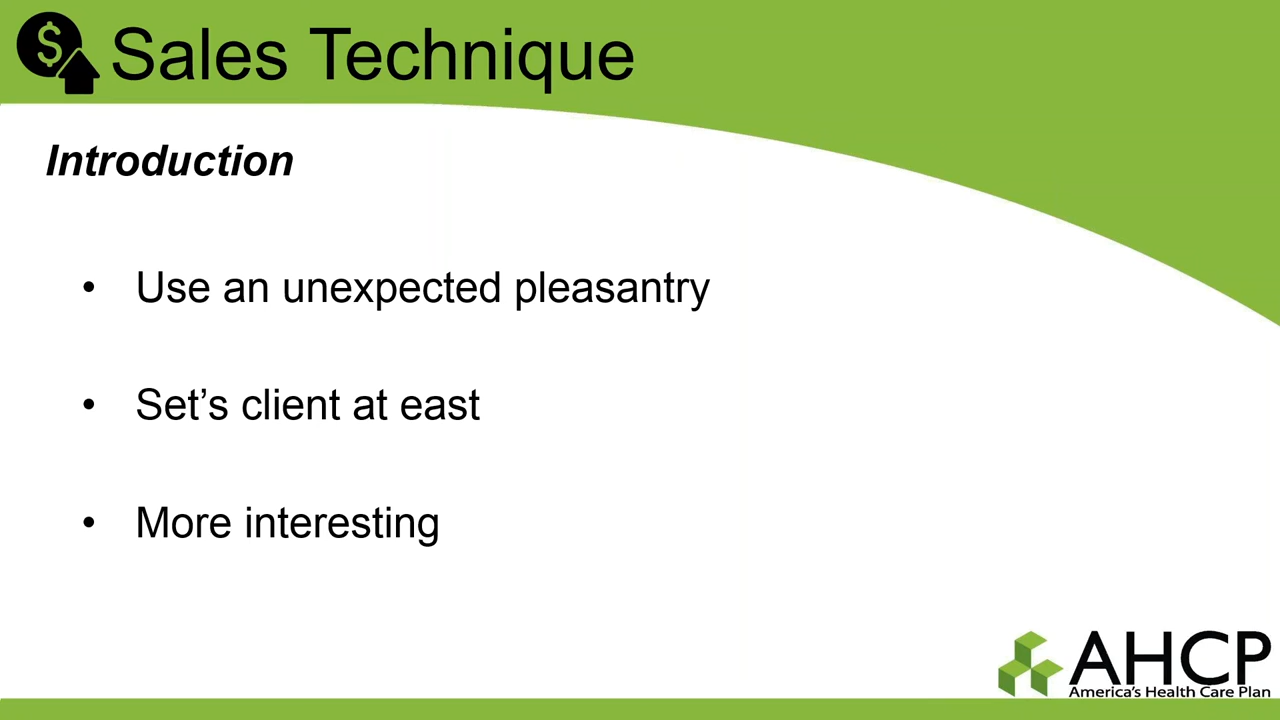 $ Sales Technique
Introduction
• Use an unexpected pleasantry
• Set’s client at east
• More interesting
AHCP
America's Health Care Plan